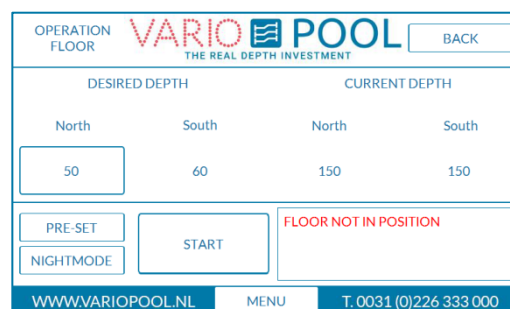 OPERATION
FLOOR
VARIO POOL
THE REAL DEPTH INVESTMENT
BACK
DESIRED DEPTH CURRENT DEPTH
North South North South
50 60 150 150
PRE-SET
NIGHTMODE
START
FLOOR NOT IN POSITION
WWW.VARIOPOOL.NL MENU T. 0031 (0)226 333 000